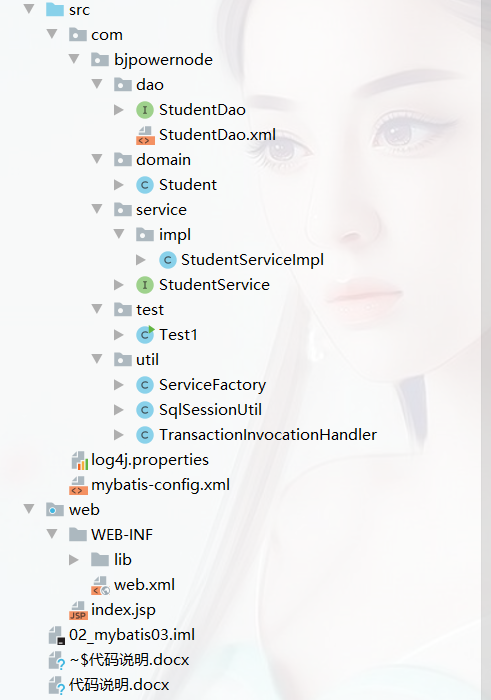 src
com
bjpowernode
dao
StudentDao
StudentDao.xml
domain
Student
service
impl
StudentServiceImpl
StudentService
test
Test1
util
ServiceFactory
SqlSessionUtil
TransactionInvocationHandler
log4j.properties
mybatis-config.xml
web
WEB-INF
lib
web.xml
index.jsp
02_mybatis03.iml
~$代码说明.docx
代码说明.docx